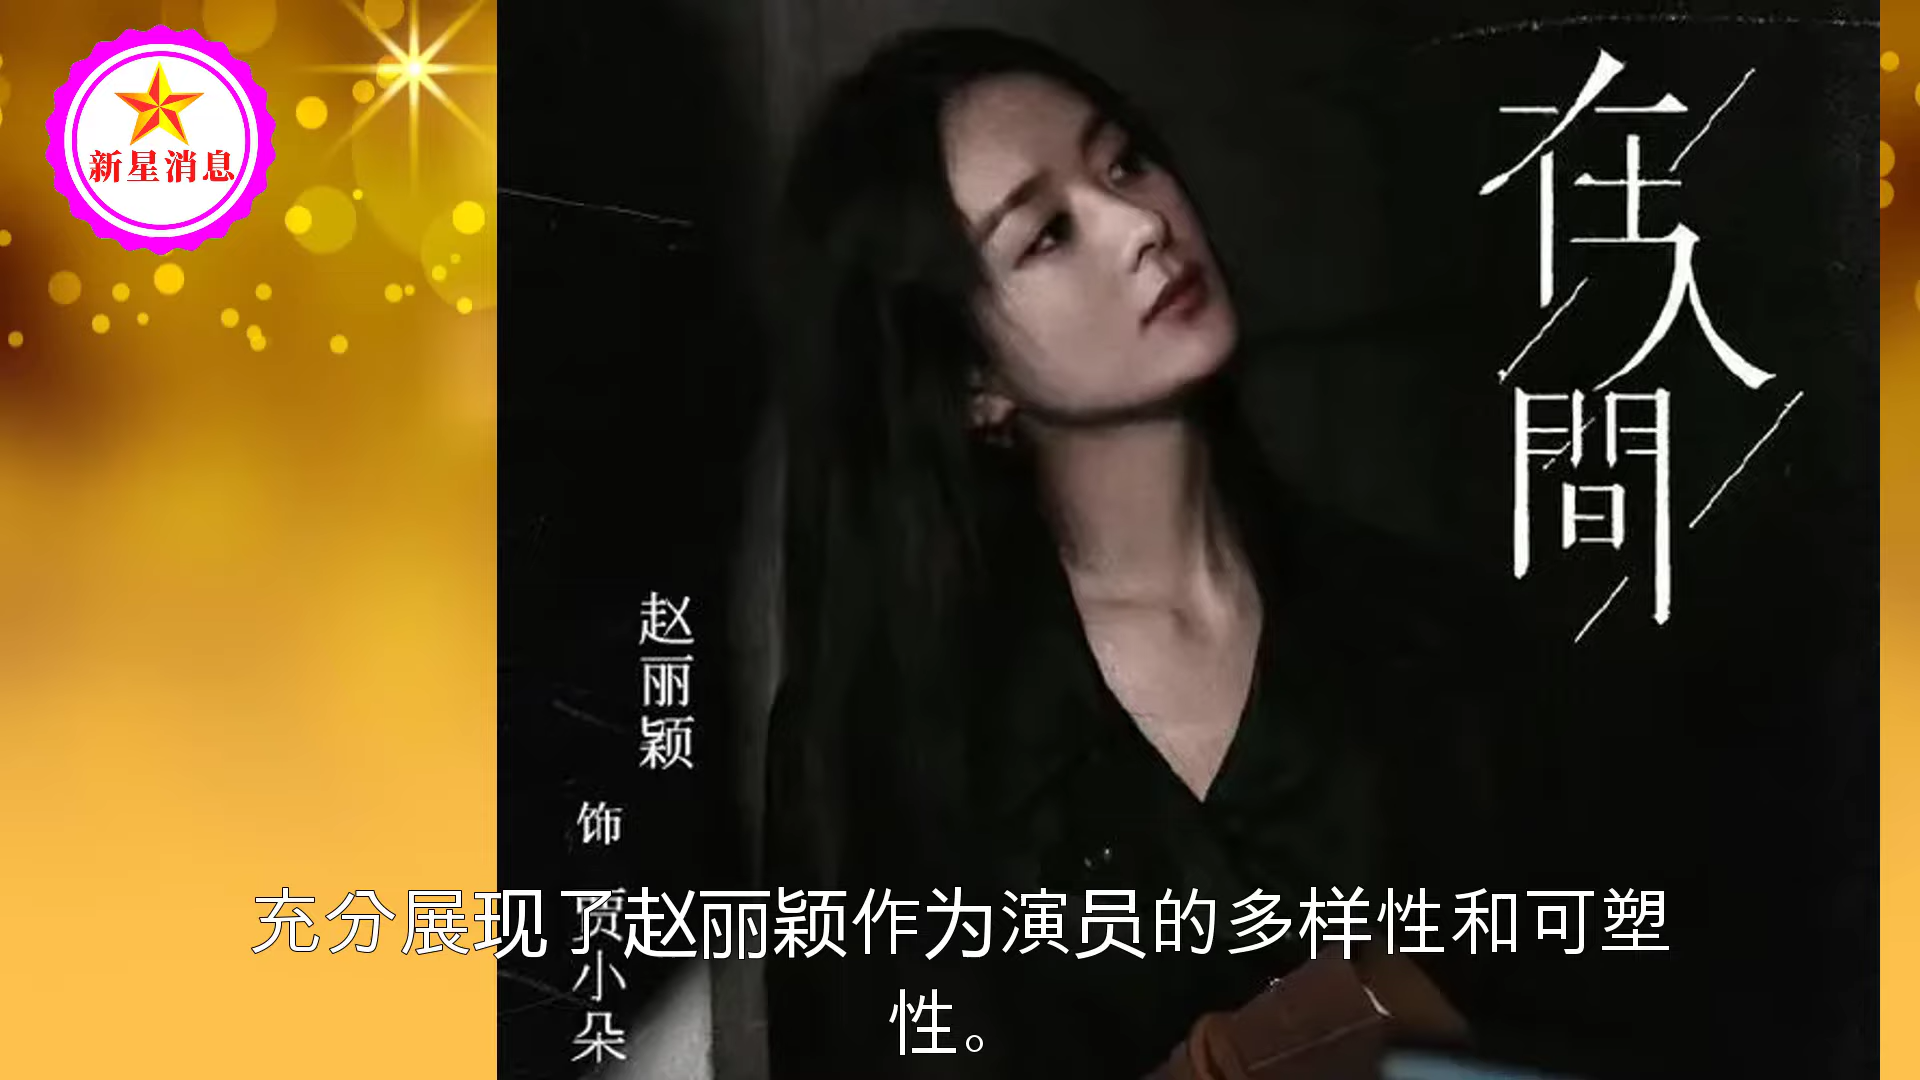 新星消息
在人間
赵丽颖
饰 贾小朵
充分展现了赵丽颖作为演员的多样性和可塑
性。